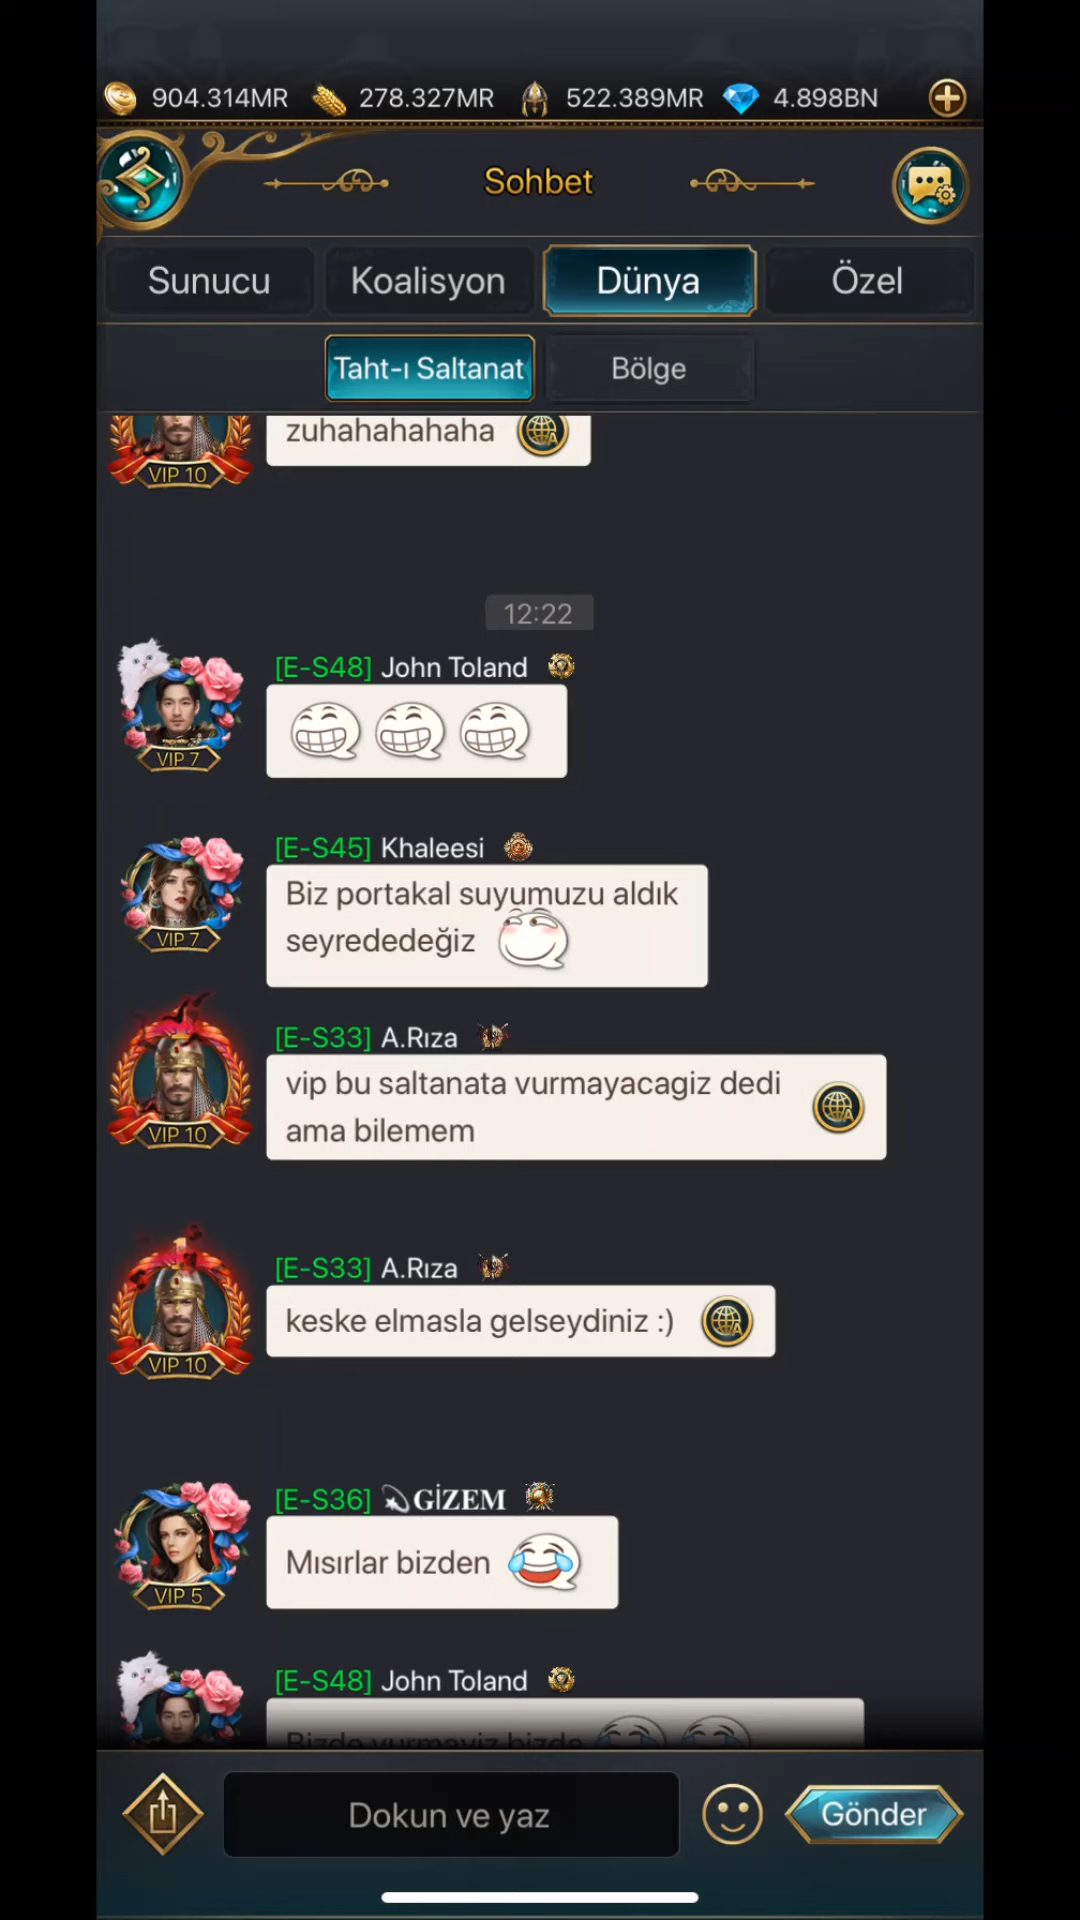 904.314MR 278.327MR 522.389MR 4.898BN
Sohbet
Sunucu Koalisyon Dünya Özel
Taht-ı Saltanat Bölge
zuhahahahaha
VIP 10
12:22
[E-S48] John Toland
VIP 7
[E-S45] Khaleesi
Biz portakal suyumuzu aldık
seyrededeğiz
VIP 7
[E-S33] A.Rıza
vip bu saltanata vurmayacagiz dedi
ama bilemem
VIP 10
[E-S33] A.Rıza
keske elmasla gelseydiniz :)
VIP 10
[E-S36] 💫GİZEM
Mısırlar bizden
VIP 5
[E-S48] John Toland
Bizde vurmayiz bizde
Dokun ve yaz
Gönder